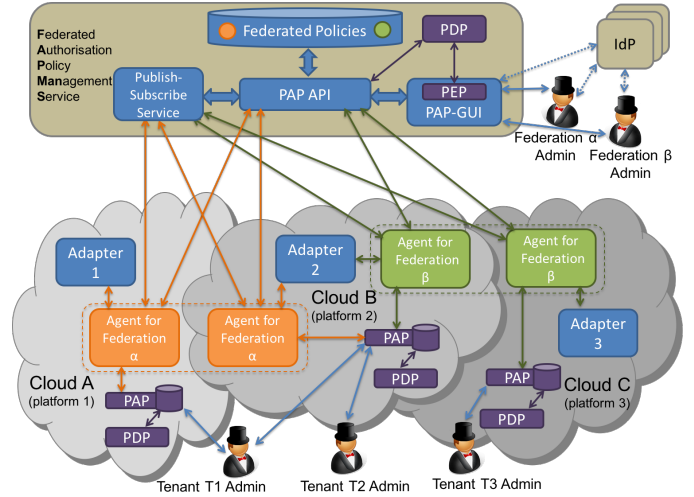 Federated
Authorisation
Policy
Management
Service
Federated Policies
PDP
IdP
Publish-
Subscribe
Service
PAP API
PEP
PAP-GUI
Federation α
Admin
Federation β
Admin
Adapter
1
Adapter
2
Agent for
Federation
β
Agent for
Federation
β
Cloud B
(platform 2)
Agent for
Federation
α
Agent for
Federation
α
Adapter
3
PAP
PDP
Cloud A
(platform 1)
PAP
PDP
PAP
PDP
Cloud C
(platform 3)
Tenant T1 Admin
Tenant T2 Admin
Tenant T3 Admin